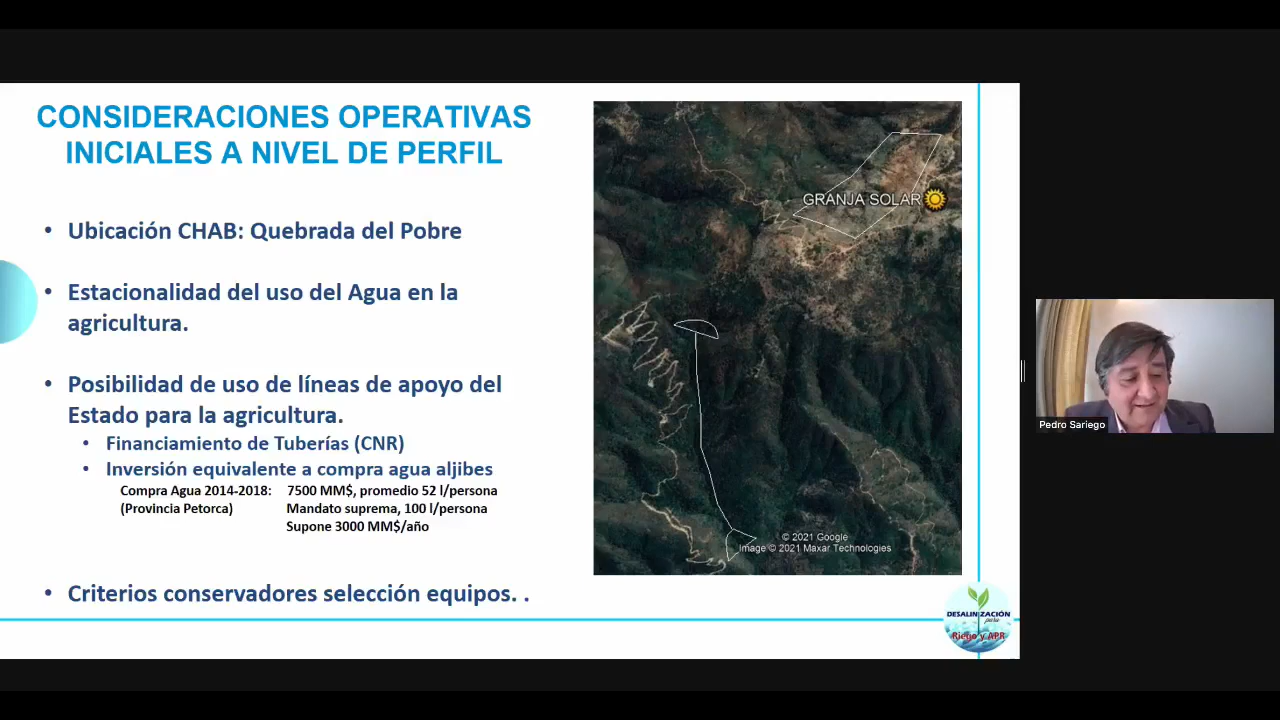 CONSIDERACIONES OPERATIVAS
INICIALES A NIVEL DE PERFIL
• Ubicación CHAB: Quebrada del Pobre
• Estacionalidad del uso del Agua en la
agricultura.
• Posibilidad de uso de líneas de apoyo del
Estado para la agricultura.
• Financiamiento de Tuberías (CNR)
• Inversión equivalente a compra agua aljibes
Compra Agua 2014-2018: 7500 MM$, promedio 52 l/persona
(Provincia Petorca) Mandato suprema, 100 l/persona
Supone 3000 MM$/año
• Criterios conservadores selección equipos. .
GRANJA SOLAR
© 2021 Google
Image © 2021 Maxar Technologies
DESALINIZACIÓN
para
Riego y APR
Pedro Sariego